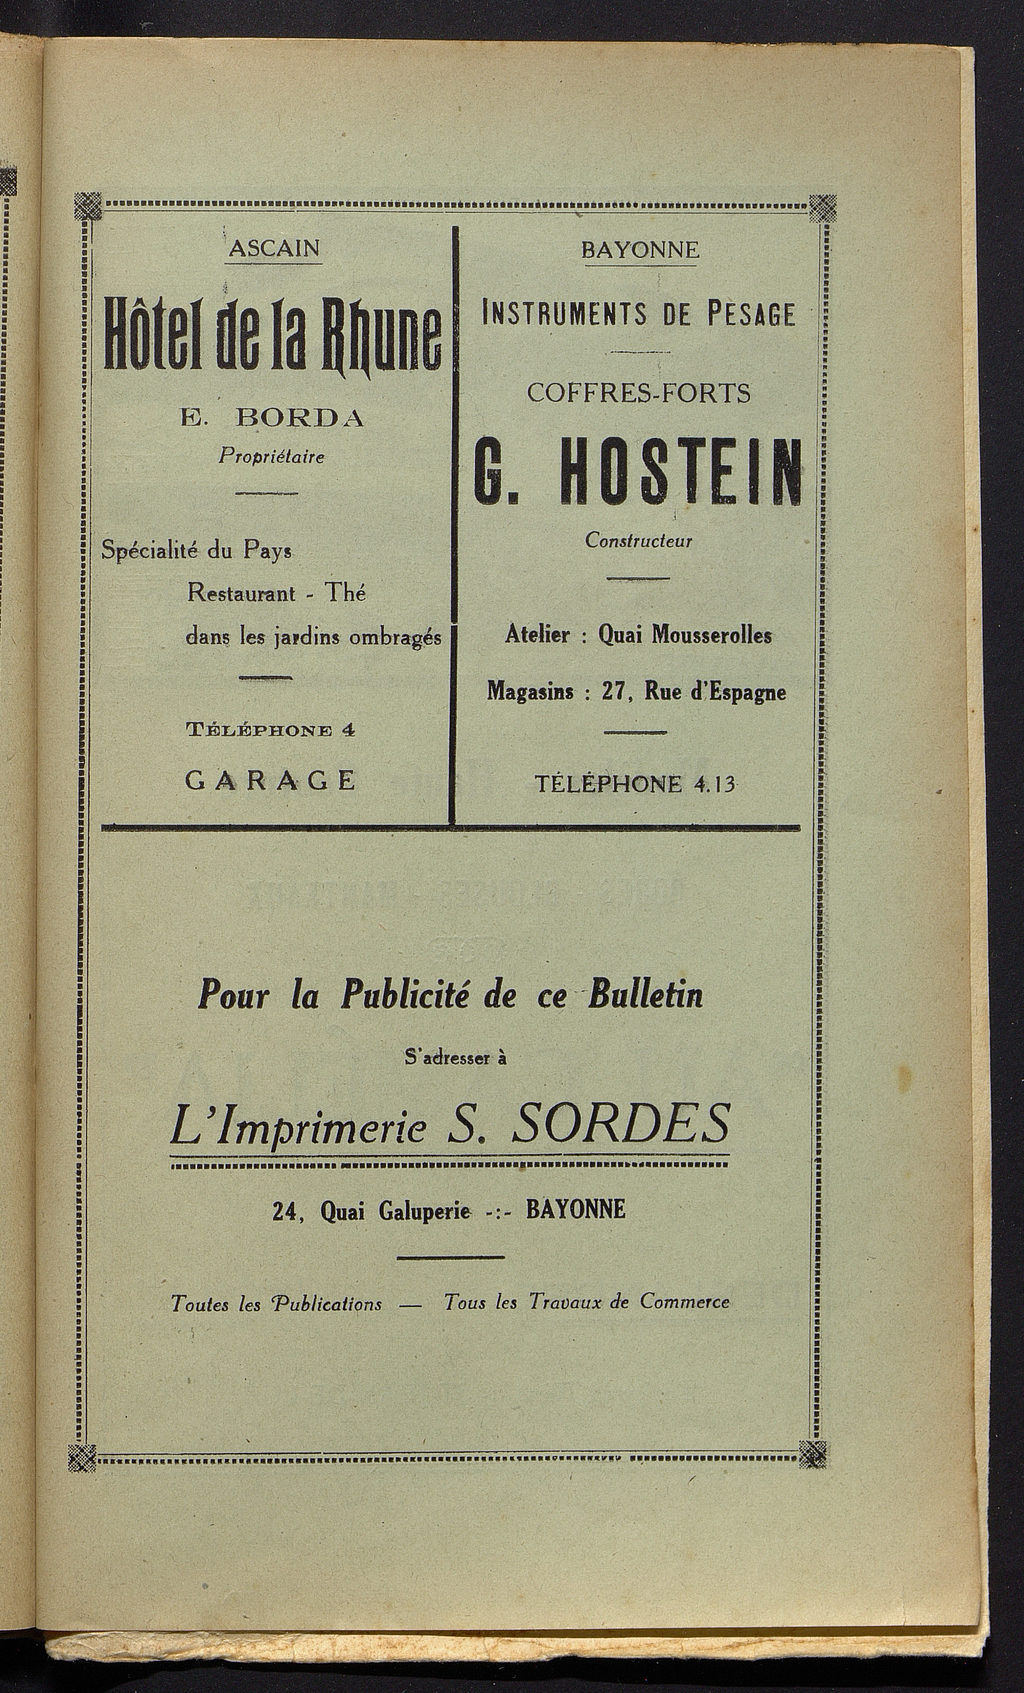 ASCAIN
Hôtel de la Rhune
E. BORDA
Propriétaire
Spécialité du Pays
Restaurant - Thé
dans les jardins ombragés
TÉLÉPHONE 4
GARAGE
BAYONNE
INSTRUMENTS DE PESAGE
COFFRES-FORTS
G. HOSTEIN
Constructeur
Atelier : Quai Mousserolles
Magasins : 27, Rue d'Espagne
TÉLÉPHONE 4.13
Pour la Publicité de ce Bulletin
S'adresser à
L'Imprimerie S. SORDES
24, Quai Galuperie -:- BAYONNE
Toutes les Publications — Tous les Travaux de Commerce